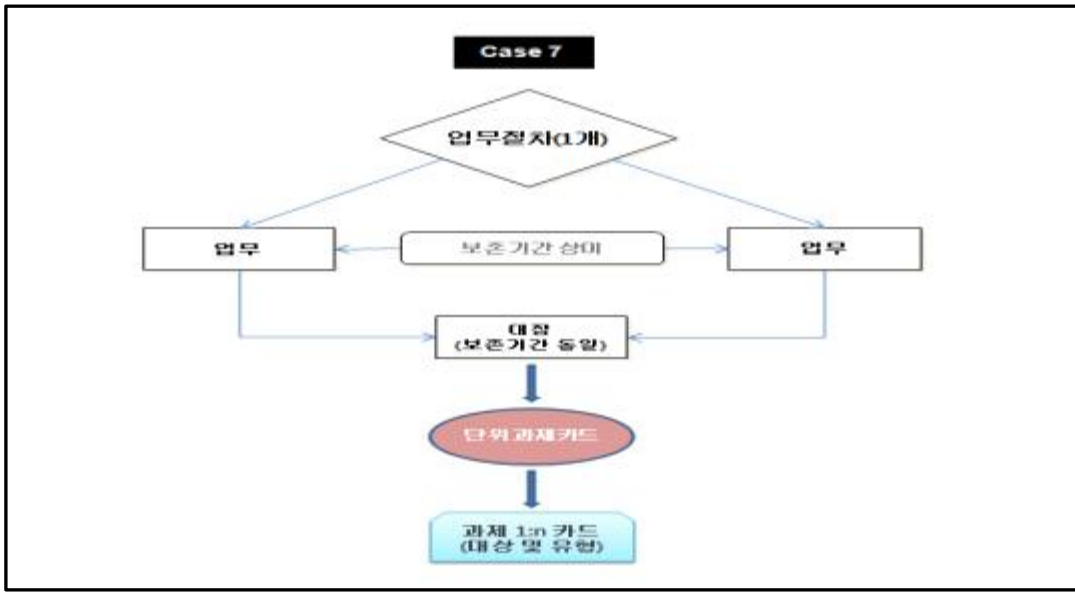 Case 7
업무절차(1개)
업무
보존기간 상이
업무
대장
(보존기간 동일)
단위과제카드
과제 1:n 카드
(대상 및 유형)